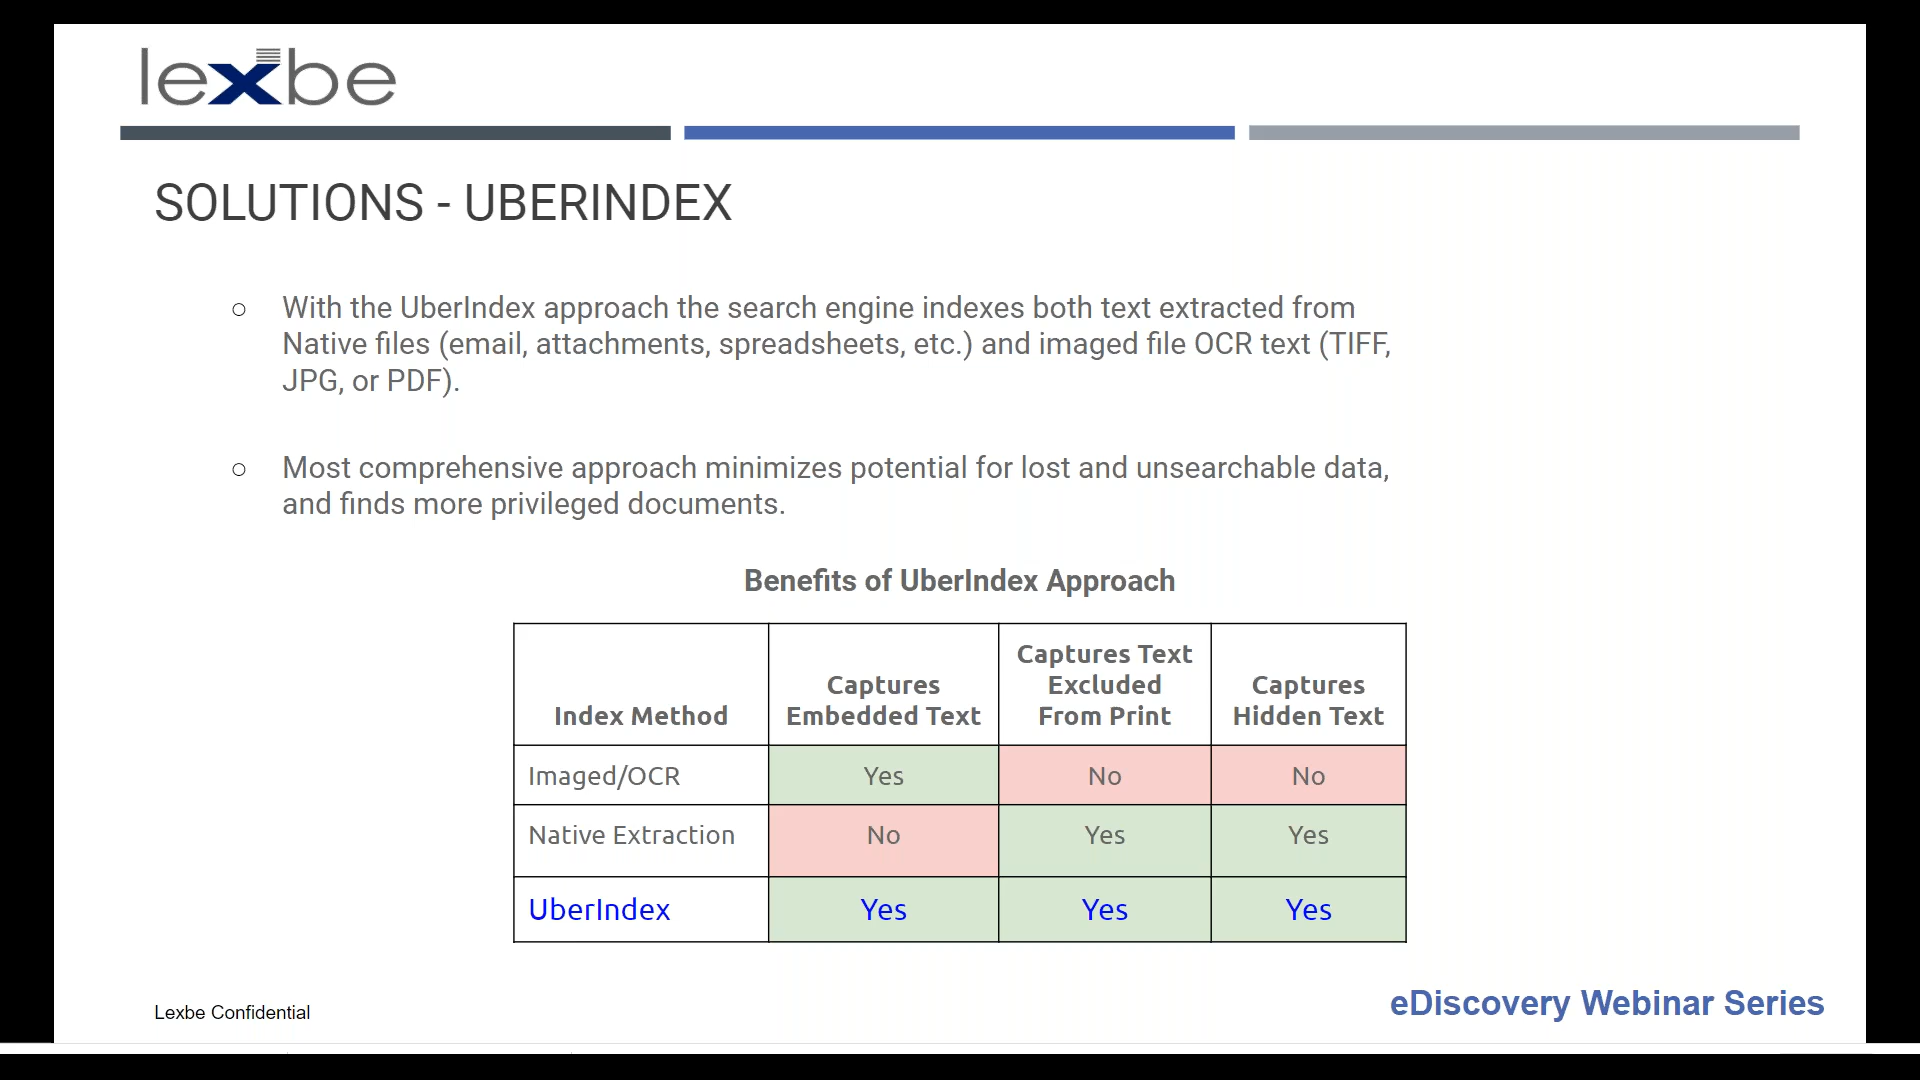 lexbe
SOLUTIONS - UBERINDEX
○ With the UberIndex approach the search engine indexes both text extracted from
Native files (email, attachments, spreadsheets, etc.) and imaged file OCR text (TIFF,
JPG, or PDF).
○ Most comprehensive approach minimizes potential for lost and unsearchable data,
and finds more privileged documents.
Benefits of UberIndex Approach
Index Method
Captures
Embedded Text
Captures Text
Excluded
From Print
Captures
Hidden Text
Imaged/OCR Yes No No
Native Extraction No Yes Yes
UberIndex Yes Yes Yes
Lexbe Confidential
eDiscovery Webinar Series